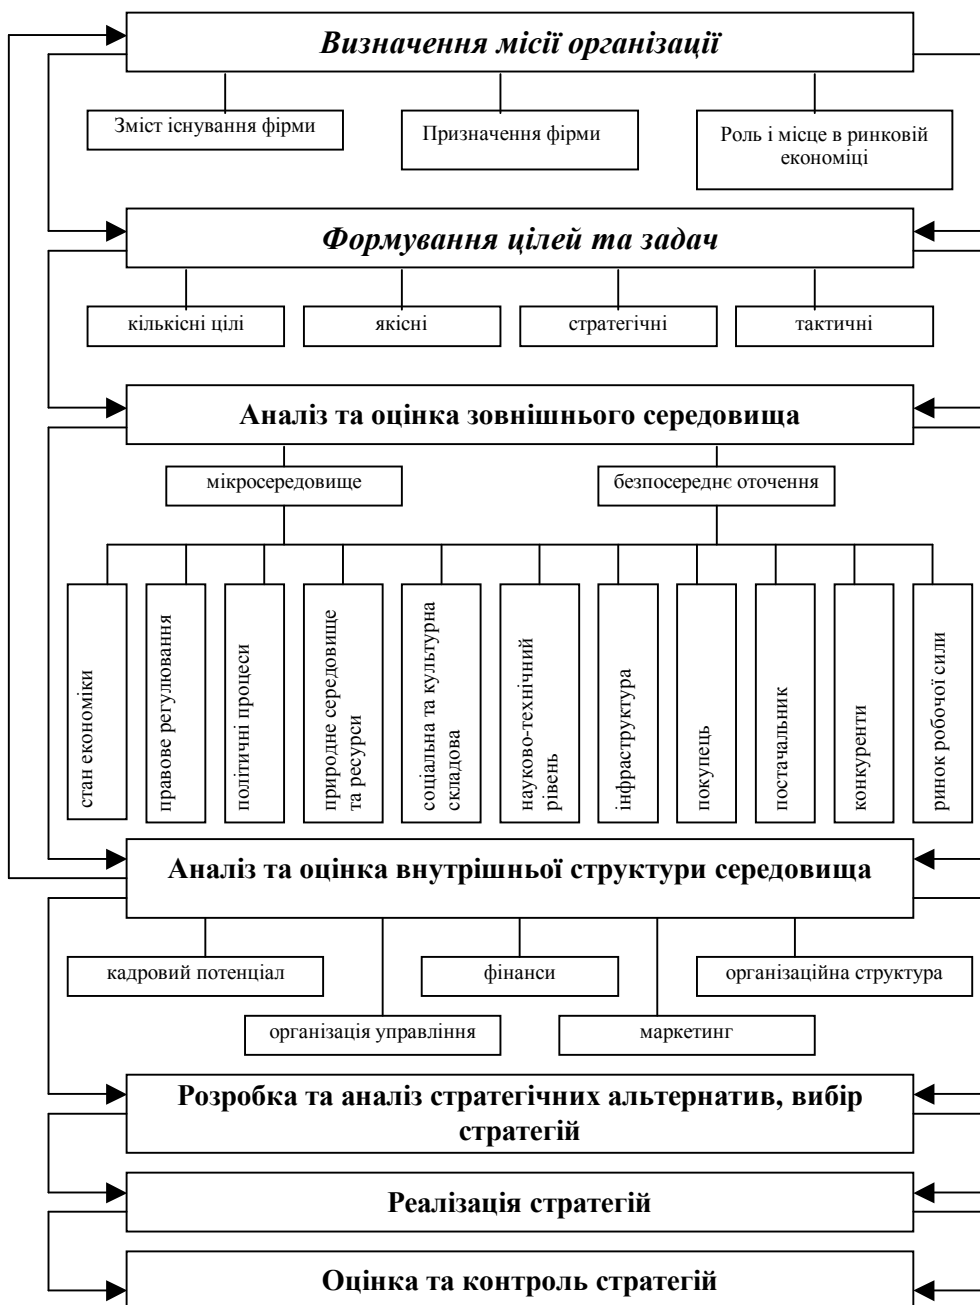 Визначення місії організації
Зміст існування фірми
Призначення фірми
Роль і місце в ринковій
економіці
Формування цілей та задач
кількісні цілі
якісні
стратегічні
тактичні
Аналіз та оцінка зовнішнього середовища
мікросередовище
безпосереднє оточення
стан економіки
правове регулювання
політичні процеси
природне середовище
та ресурси
соціальна та культурна
складова
науково-технічний
рівень
інфраструктура
покупець
постачальник
конкуренти
ринок робочої сили
Аналіз та оцінка внутрішньої структури середовища
кадровий потенціал
фінанси
організаційна структура
організація управління
маркетинг
Розробка та аналіз стратегічних альтернатив, вибір
стратегій
Реалізація стратегій
Оцінка та контроль стратегій